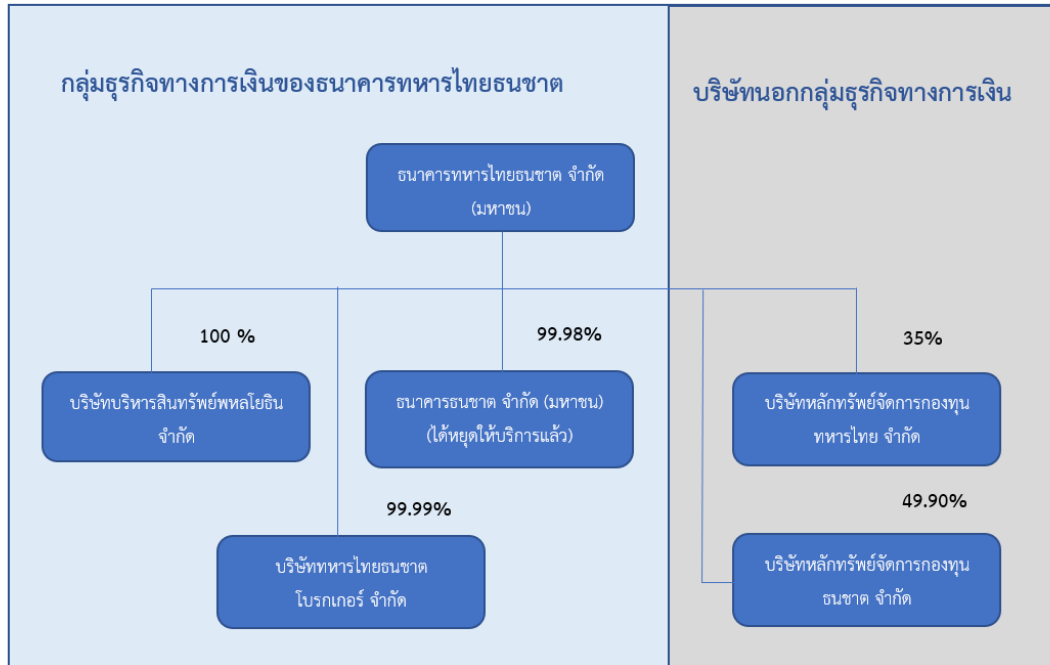 กลุ่มธุรกิจทางการเงินของธนาคารทหารไทยธนชาต
บริษัทนอกกลุ่มธุรกิจทางการเงิน
ธนาคารทหารไทยธนชาต จำกัด
(มหาชน)
100 %
99.98%
35%
บริษัทบริหารสินทรัพย์พหลโยธิน
จำกัด
ธนาคารธนชาต จำกัด (มหาชน)
(ได้หยุดให้บริการแล้ว)
บริษัทหลักทรัพย์จัดการกองทุน
ทหารไทย จำกัด
99.99%
49.90%
บริษัททหารไทยธนชาต
โบรกเกอร์ จำกัด
บริษัทหลักทรัพย์จัดการกองทุน
ธนชาต จำกัด